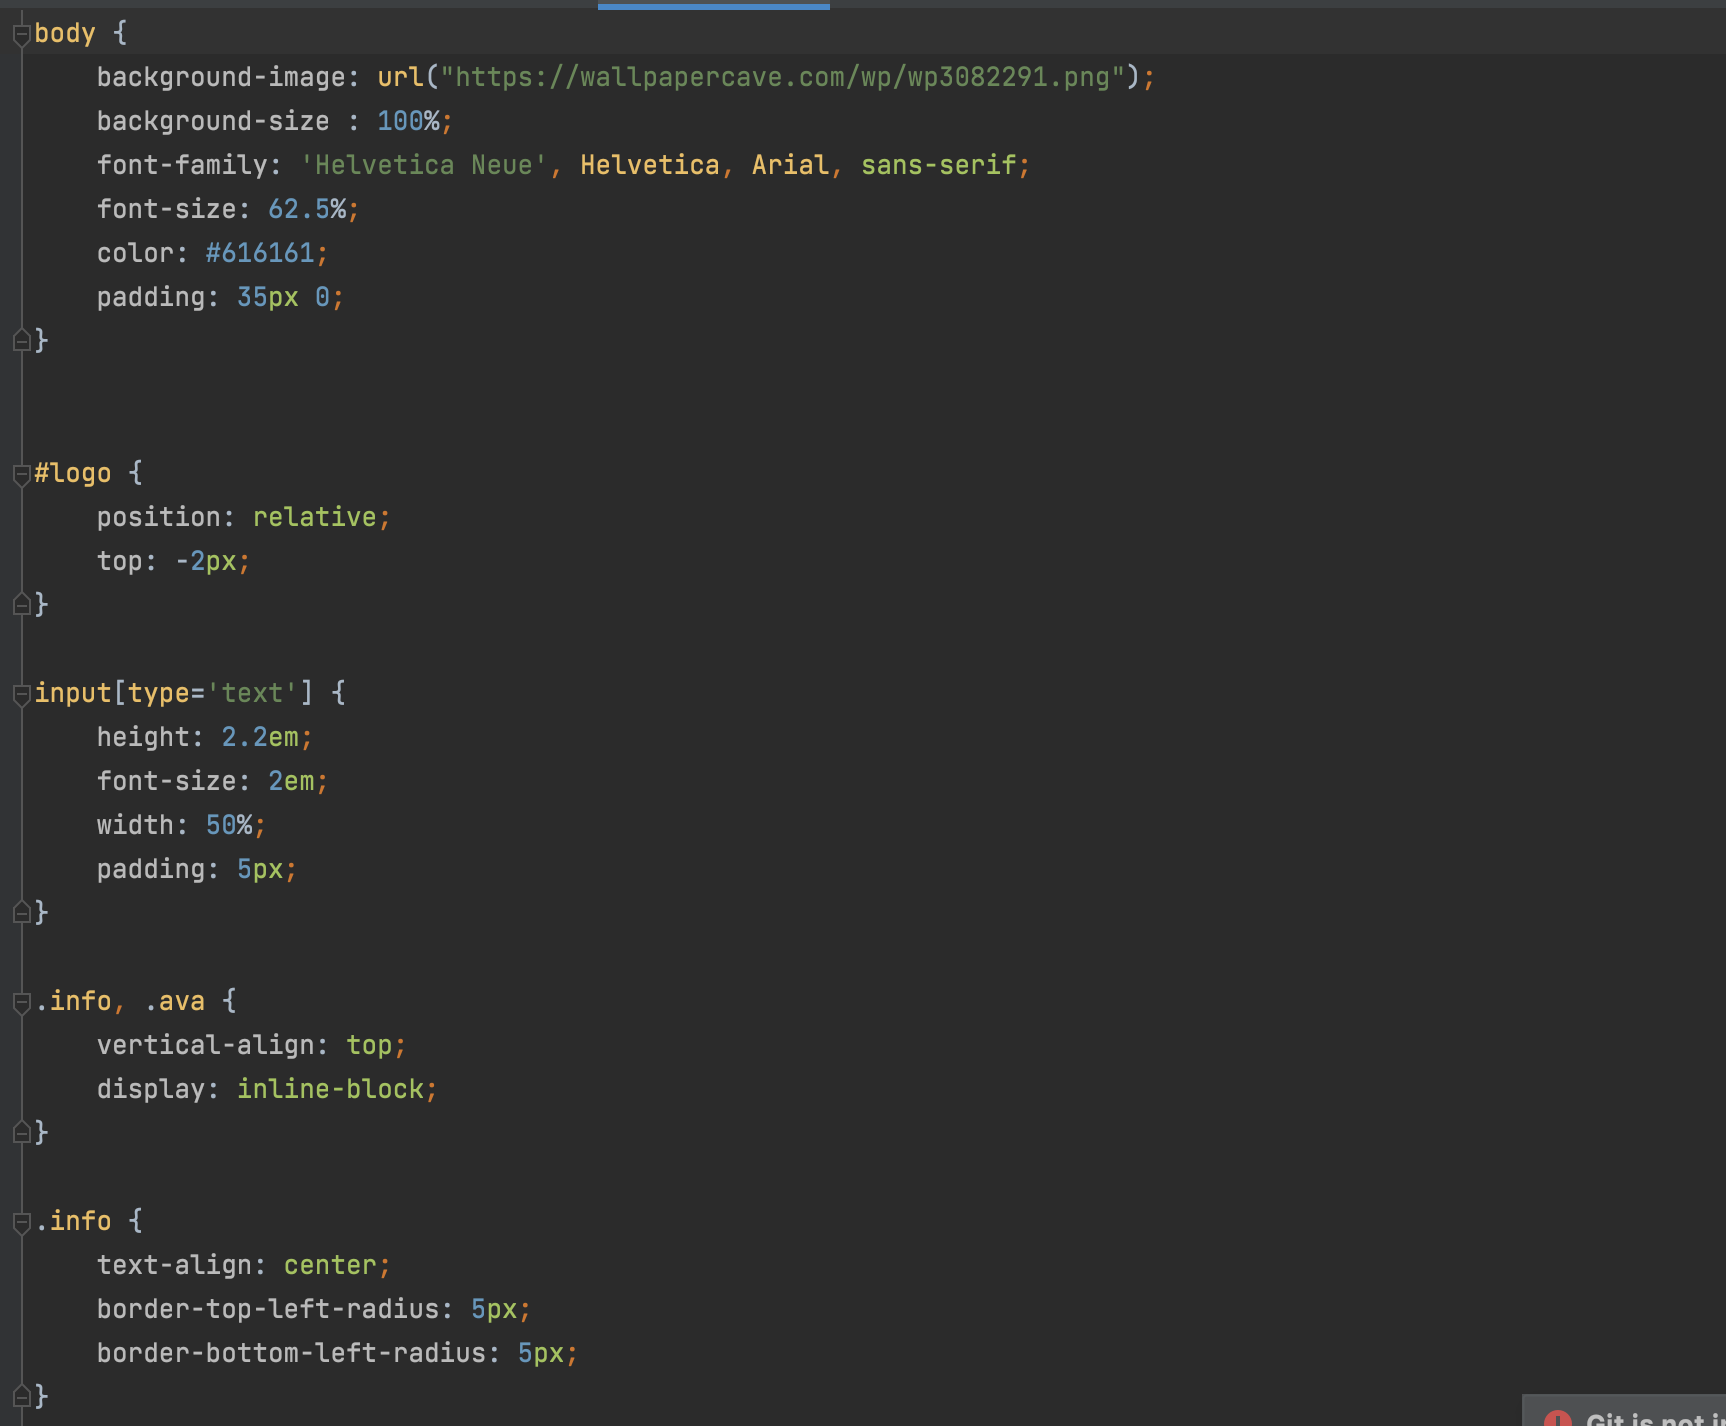 body {
    background-image: url("https://wallpapercave.com/wp/wp3082291.png");
    background-size : 100%;
    font-family: 'Helvetica Neue', Helvetica, Arial, sans-serif;
    font-size: 62.5%;
    color: #616161;
    padding: 35px 0;
}
#logo {
    position: relative;
    top: -2px;
}
input[type='text'] {
    height: 2.2em;
    font-size: 2em;
    width: 50%;
    padding: 5px;
}
.info, .ava {
    vertical-align: top;
    display: inline-block;
}
.info {
    text-align: center;
    border-top-left-radius: 5px;
    border-bottom-left-radius: 5px;
}
Git is not